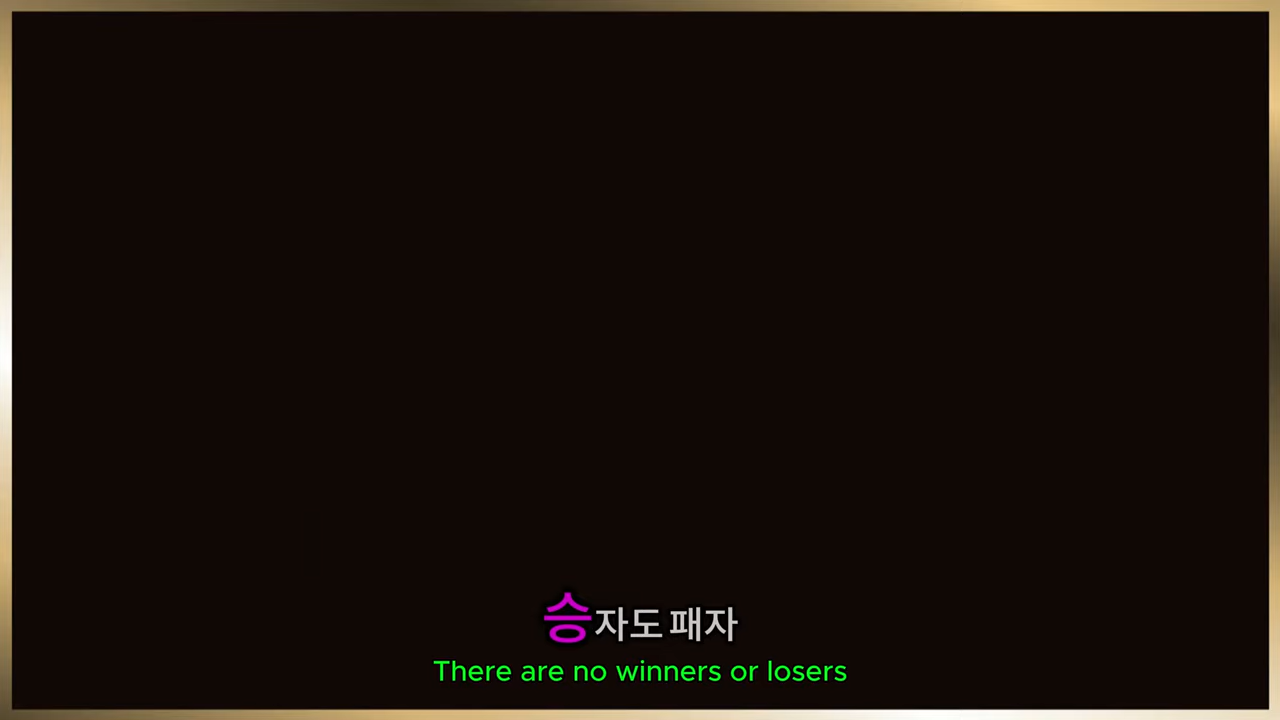 승자도 패자
There are no winners or losers